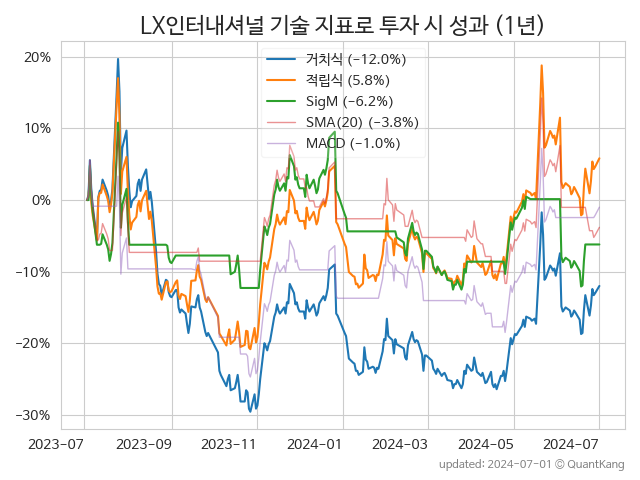 LX인터내셔널 기술 지표로 투자 시 성과 (1년)
거치식 (−12.0%)
적립식 (5.8%)
SigM (−6.2%)
SMA(20) (−3.8%)
MACD (−1.0%)
20%
10%
0%
−10%
−20%
−30%
2023-07 2023-09 2023-11 2024-01 2024-03 2024-05 2024-07
updated: 2024-07-01 © QuantKang